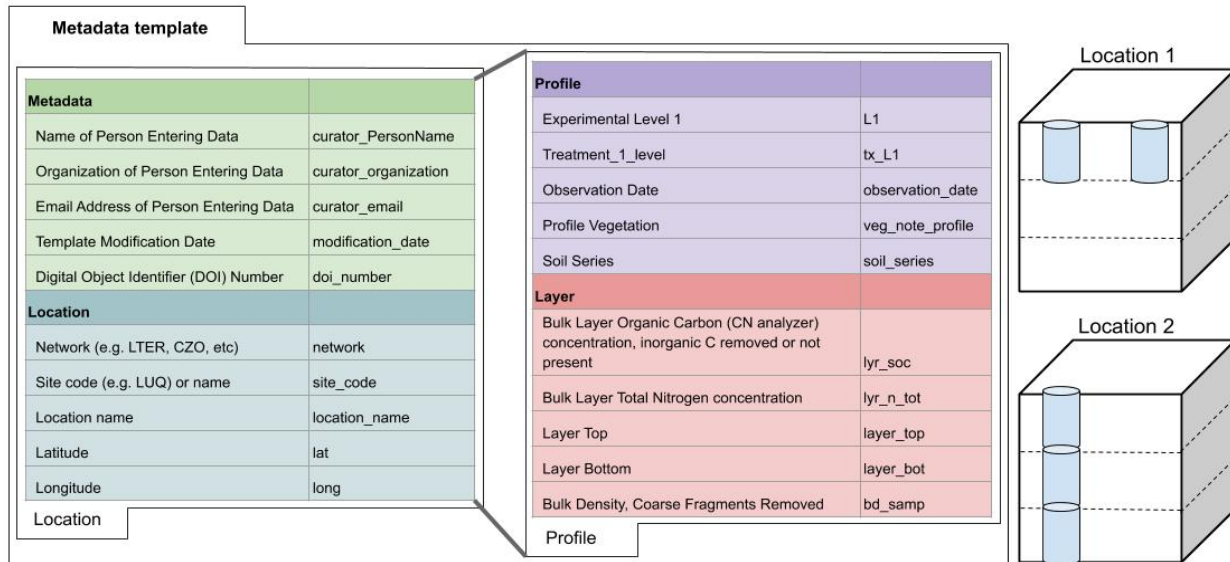 Metadata template
Metadata
Name of Person Entering Data curator_PersonName
Organization of Person Entering Data curator_organization
Email Address of Person Entering Data curator_email
Template Modification Date modification_date
Digital Object Identifier (DOI) Number doi_number
Location
Network (e.g. LTER, CZO, etc) network
Site code (e.g. LUQ) or name site_code
Location name location_name
Latitude lat
Longitude long
Location
Profile
Experimental Level 1 L1
Treatment_1_level tx_L1
Observation Date observation_date
Profile Vegetation veg_note_profile
Soil Series soil_series
Layer
Bulk Layer Organic Carbon (CN analyzer)
concentration, inorganic C removed or not
present lyr_soc
Bulk Layer Total Nitrogen concentration lyr_n_tot
Layer Top layer_top
Layer Bottom layer_bot
Bulk Density, Coarse Fragments Removed bd_samp
Profile
Location 1
Location 2